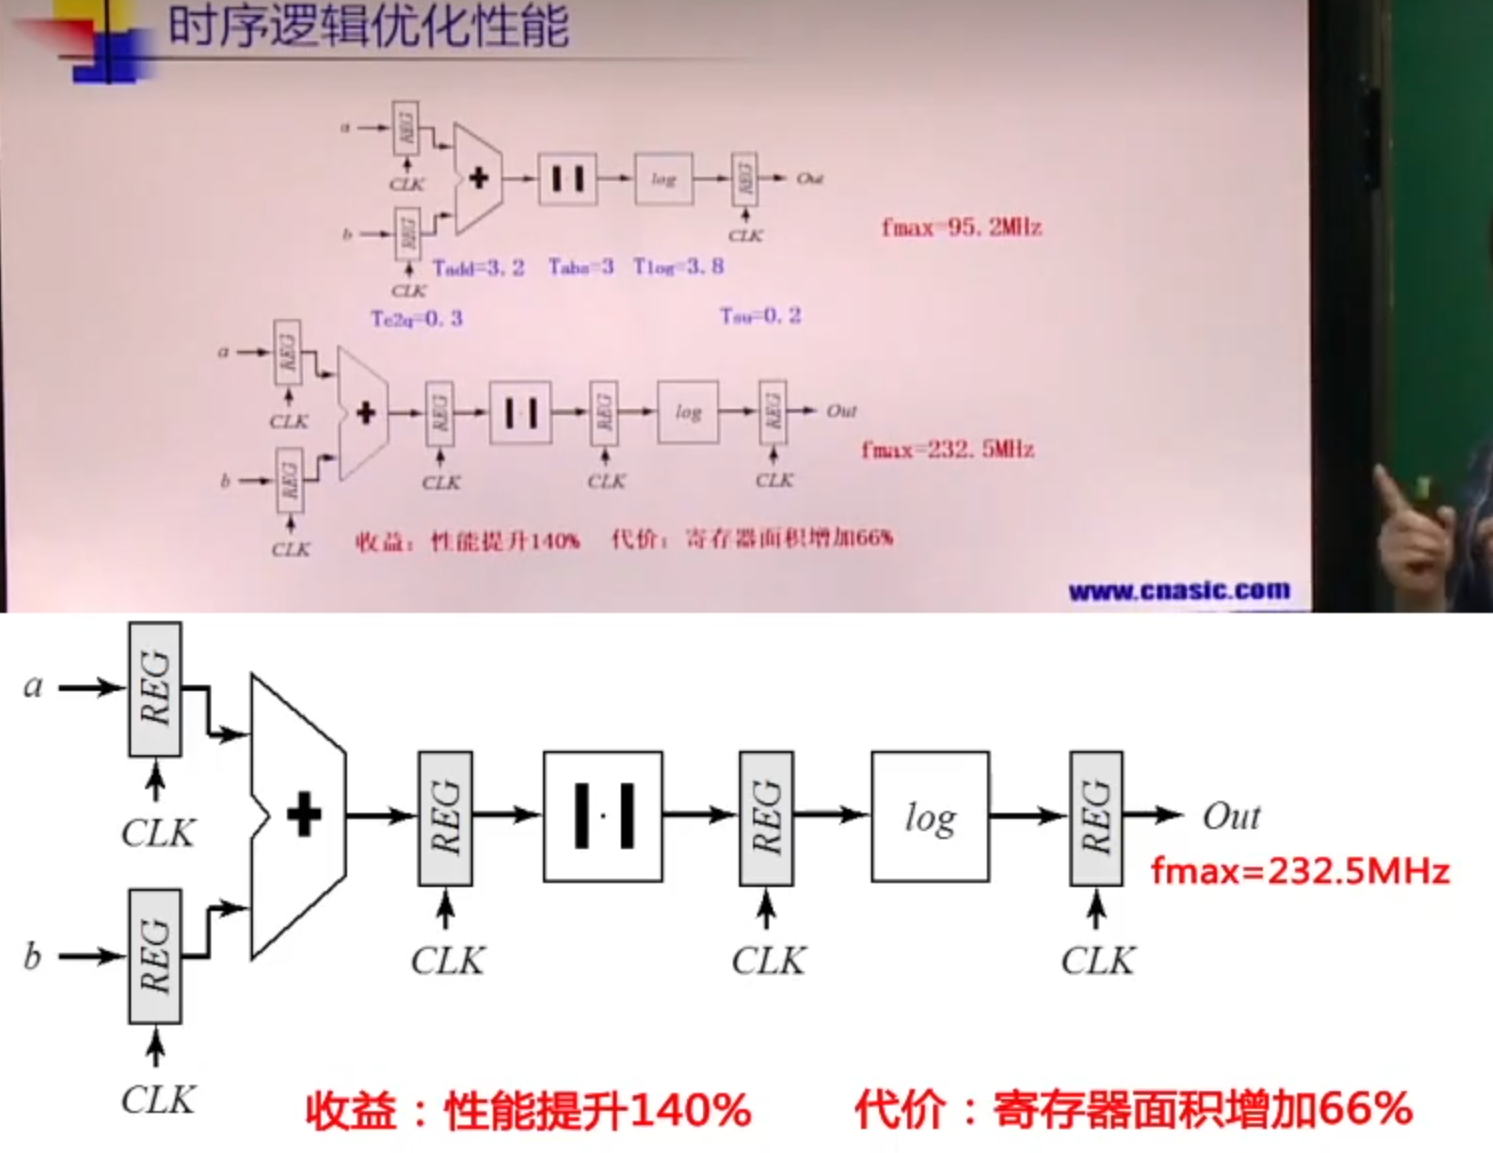 时序逻辑优化性能
a
REG
CLK
+
| · |
log
REG
Out
CLK
b
REG
CLK
fmax=95.2MHz
Tadd=3.2 Tabs=3 Tlog=3.8
Tc2q=0.3 Tsu=0.2
a
REG
CLK
+
REG
| · |
REG
log
REG
Out
b
REG
CLK
CLK
CLK
CLK
fmax=232.5MHz
收益：性能提升140% 代价：寄存器面积增加66%
www.cnasic.com
a
REG
CLK
+
REG
| · |
REG
log
REG
Out
fmax=232.5MHz
b
REG
CLK
CLK
CLK
CLK
收益：性能提升140% 代价：寄存器面积增加66%